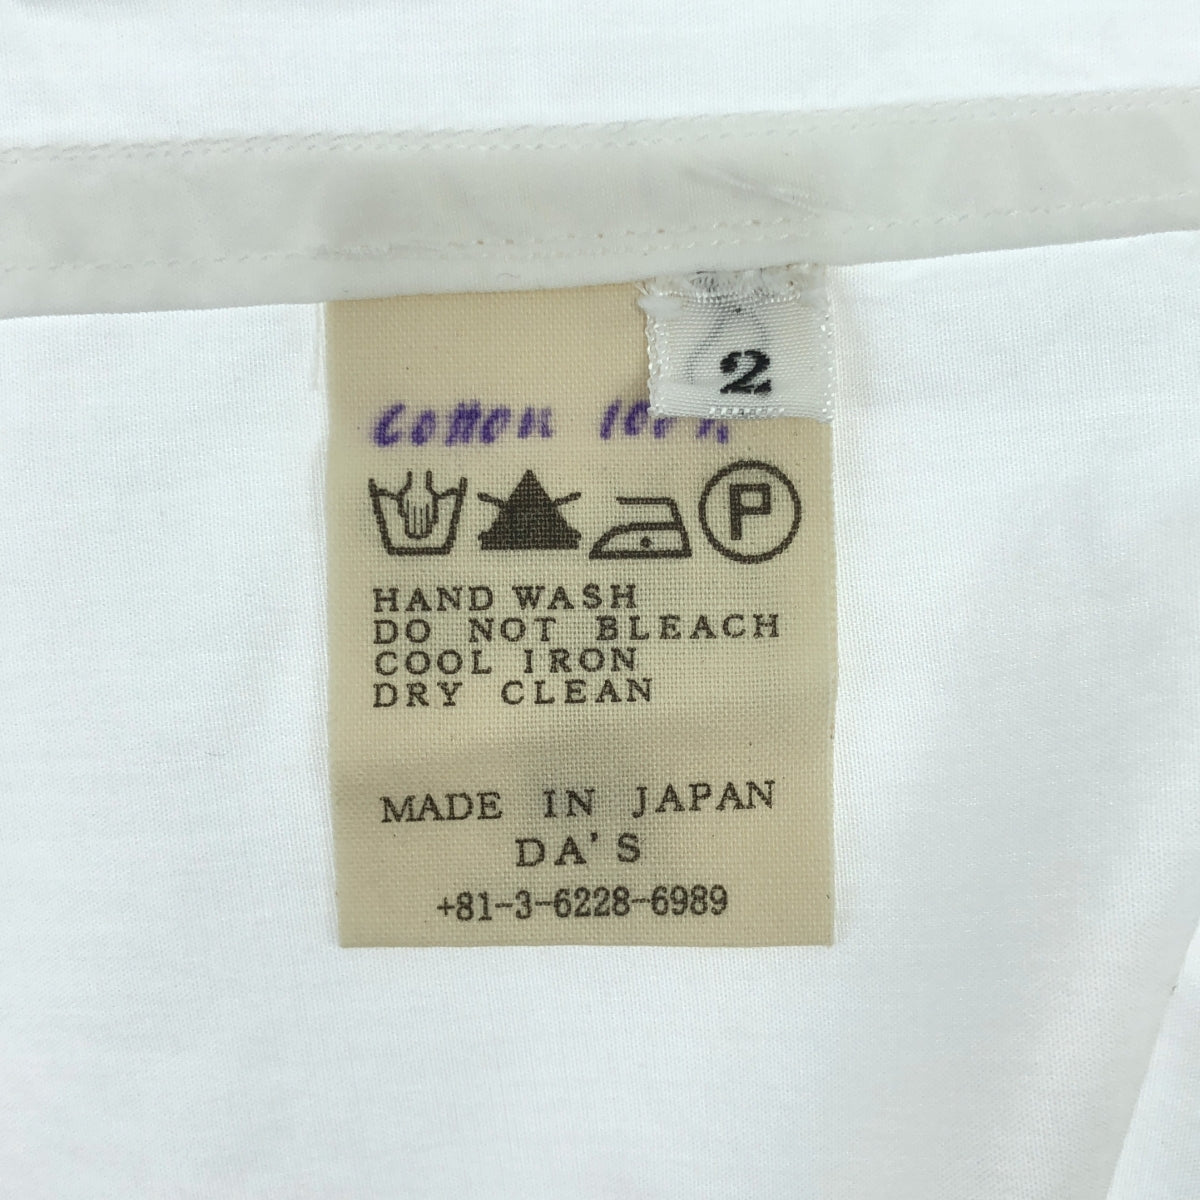 2
Cotton 100%
P
HAND WASH
DO NOT BLEACH
COOL IRON
DRY CLEAN
MADE IN JAPAN
DA'S
+81-3-6228-6989